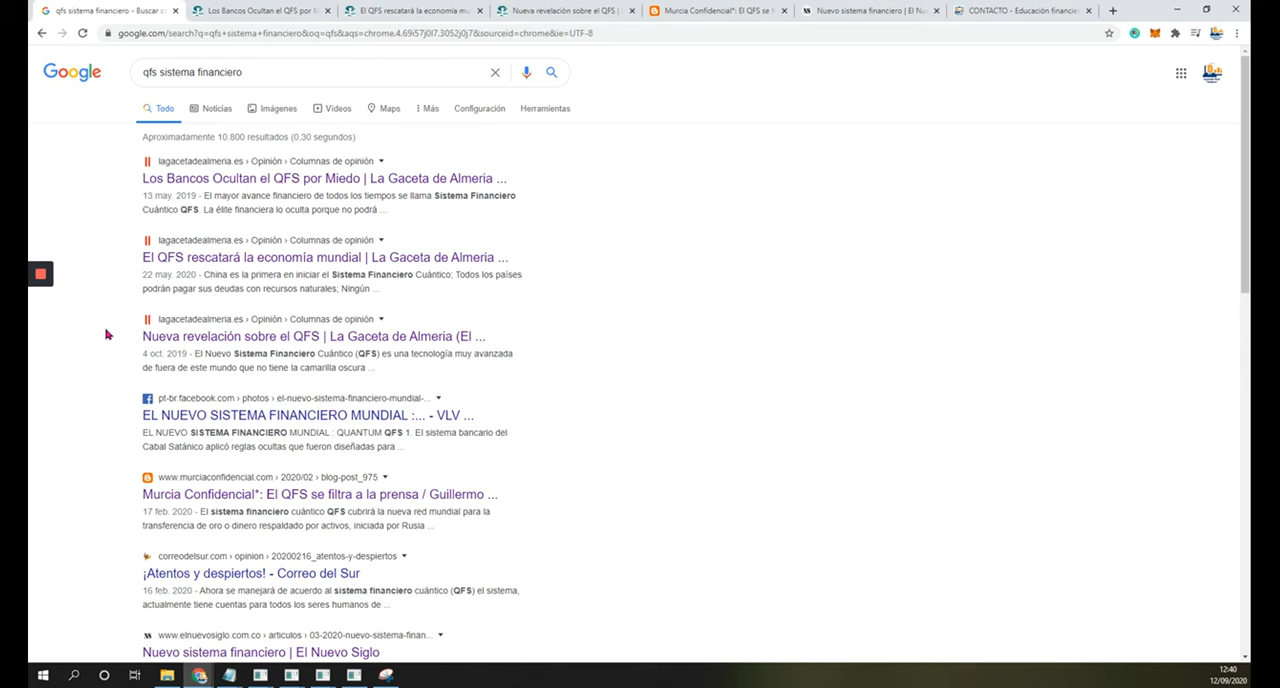 qfs sistema financiero - Buscar c
Los Bancos Ocultan el QFS por M
El QFS rescatará la economía mu
Nueva revelación sobre el QFS | L
Murcia Confidencial*: El QFS se f
Nuevo sistema financiero | El Nu
CONTACTO - Educación financie
google.com/search?q=qfs+sistema+financiero&oq=qfs&aqs=chrome.4.69i57j0l7.3052j0j7&sourceid=chrome&ie=UTF-8
Google
qfs sistema financiero
Todo Noticias Imágenes Vídeos Maps Más Configuración Herramientas
Aproximadamente 10.800 resultados (0,30 segundos)
lagacetadealmeria.es › Opinión › Columnas de opinión
Los Bancos Ocultan el QFS por Miedo | La Gaceta de Almeria ...
13 may. 2019 - El mayor avance financiero de todos los tiempos se llama Sistema Financiero
Cuántico QFS. La élite financiera lo oculta porque no podrá ...
lagacetadealmeria.es › Opinión › Columnas de opinión
El QFS rescatará la economía mundial | La Gaceta de Almeria ...
22 may. 2020 - China es la primera en iniciar el Sistema Financiero Cuántico; Todos los países
podrán pagar sus deudas con recursos naturales; Ningún ...
lagacetadealmeria.es › Opinión › Columnas de opinión
Nueva revelación sobre el QFS | La Gaceta de Almeria (El ...
4 oct. 2019 - El Nuevo Sistema Financiero Cuántico (QFS) es una tecnología muy avanzada
de fuera de este mundo que no tiene la camarilla oscura ...
pt-br.facebook.com › photos › el-nuevo-sistema-financiero-mundial-...
EL NUEVO SISTEMA FINANCIERO MUNDIAL :... - VLV ...
EL NUEVO SISTEMA FINANCIERO MUNDIAL : QUANTUM QFS 1. El sistema bancario del
Cabal Satánico aplicó reglas ocultas que fueron diseñadas para ...
www.murciaconfidencial.com › 2020/02 › blog-post_975
Murcia Confidencial*: El QFS se filtra a la prensa / Guillermo ...
17 feb. 2020 - El sistema financiero cuántico QFS cubrirá la nueva red mundial para la
transferencia de oro o dinero respaldado por activos, iniciada por Rusia ...
correodelsur.com › opinion › 20200216_atentos-y-despiertos
¡Atentos y despiertos! - Correo del Sur
16 feb. 2020 - Ahora se manejará de acuerdo al sistema financiero cuántico (QFS) el sistema,
actualmente tiene cuentas para todos los seres humanos de ...
www.elnuevosiglo.com.co › articulos › 03-2020-nuevo-sistema-finan...
Nuevo sistema financiero | El Nuevo Siglo
12:40
12/09/2020